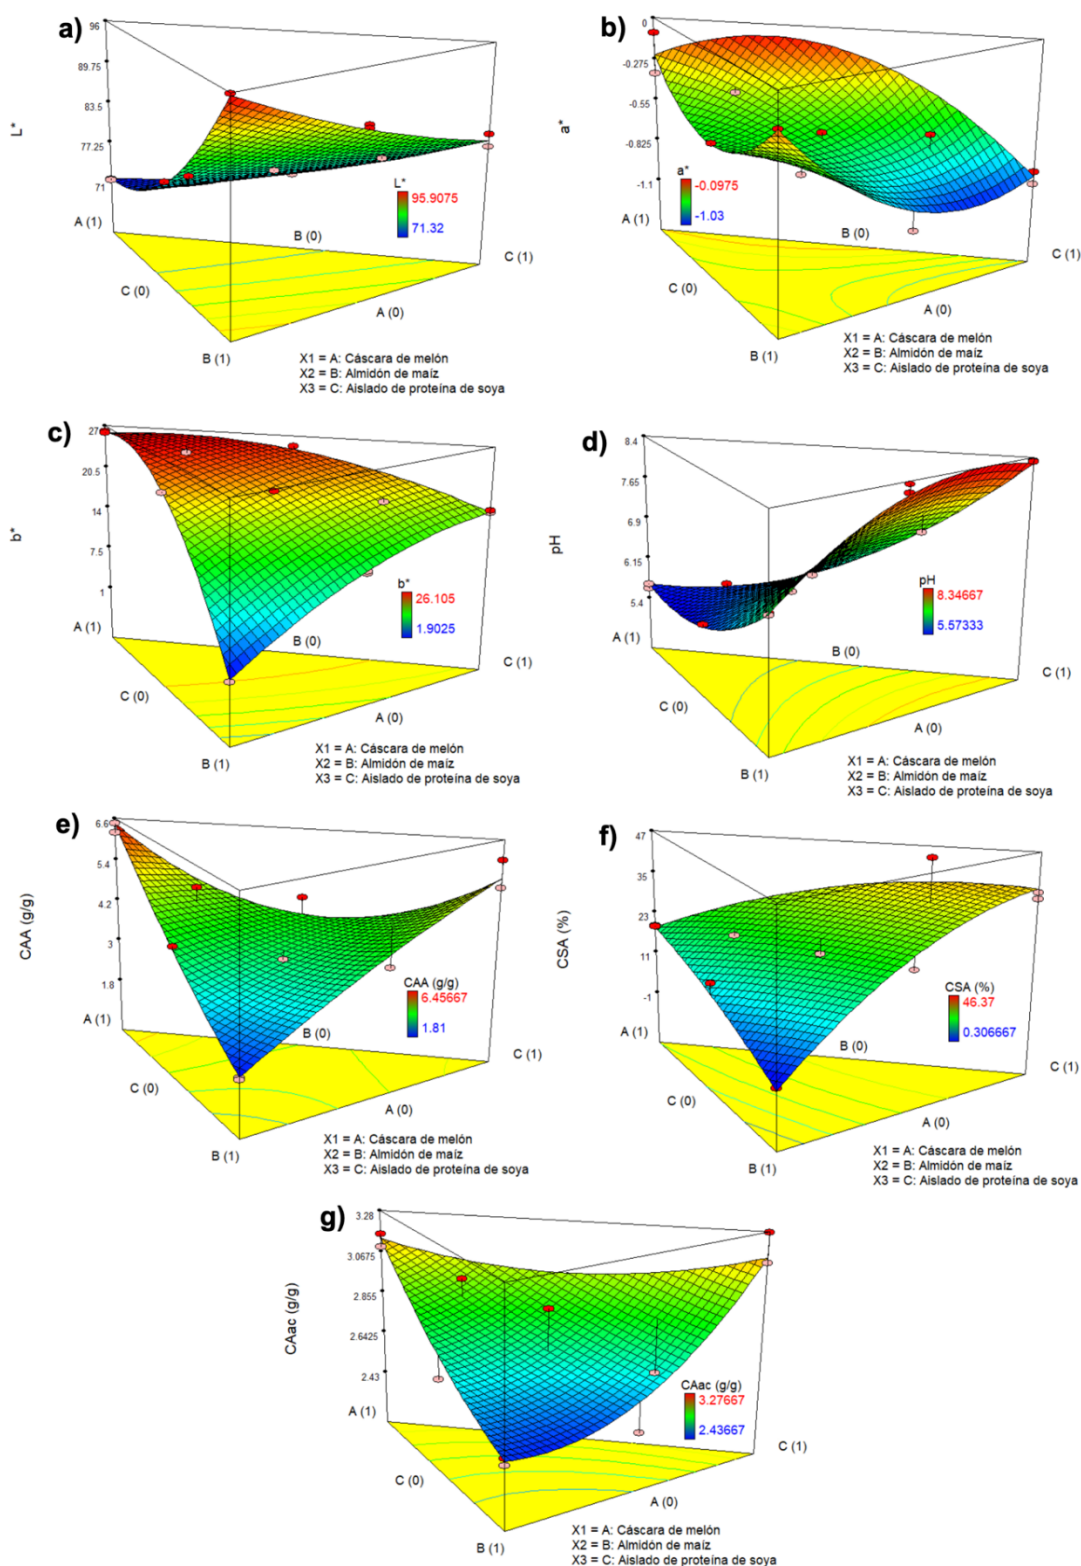 a)
96
89.75
83.5
77.25
71
L*
A (1)
B (0)
C (0)
C (1)
A (0)
B (1)
L*
95.9075
71.32
X1 = A: Cáscara de melón
X2 = B: Almidón de maíz
X3 = C: Aislado de proteína de soya
b)
0
-0.275
-0.55
-0.825
-1.1
a*
A (1)
B (0)
C (0)
C (1)
A (0)
B (1)
a*
-0.0975
-1.03
X1 = A: Cáscara de melón
X2 = B: Almidón de maíz
X3 = C: Aislado de proteína de soya
c)
27
20.5
14
7.5
1
b*
A (1)
B (0)
C (0)
C (1)
A (0)
B (1)
b*
26.105
1.9025
X1 = A: Cáscara de melón
X2 = B: Almidón de maíz
X3 = C: Aislado de proteína de soya
d)
8.4
7.65
6.9
6.15
5.4
pH
A (1)
B (0)
C (0)
C (1)
A (0)
B (1)
pH
8.34667
5.57333
X1 = A: Cáscara de melón
X2 = B: Almidón de maíz
X3 = C: Aislado de proteína de soya
e)
6.6
5.4
4.2
3
1.8
CAA (g/g)
A (1)
B (0)
C (0)
C (1)
A (0)
B (1)
CAA (g/g)
6.45667
1.81
X1 = A: Cáscara de melón
X2 = B: Almidón de maíz
X3 = C: Aislado de proteína de soya
f)
47
35
23
11
-1
CSA (%)
A (1)
B (0)
C (0)
C (1)
A (0)
B (1)
CSA (%)
46.37
0.306667
X1 = A: Cáscara de melón
X2 = B: Almidón de maíz
X3 = C: Aislado de proteína de soya
g)
3.28
3.0675
2.855
2.6425
2.43
CAac (g/g)
A (1)
C (0)
C (1)
A (0)
B (1)
CAac (g/g)
3.27667
2.43667
X1 = A: Cáscara de melón
X2 = B: Almidón de maíz
X3 = C: Aislado de proteína de soya